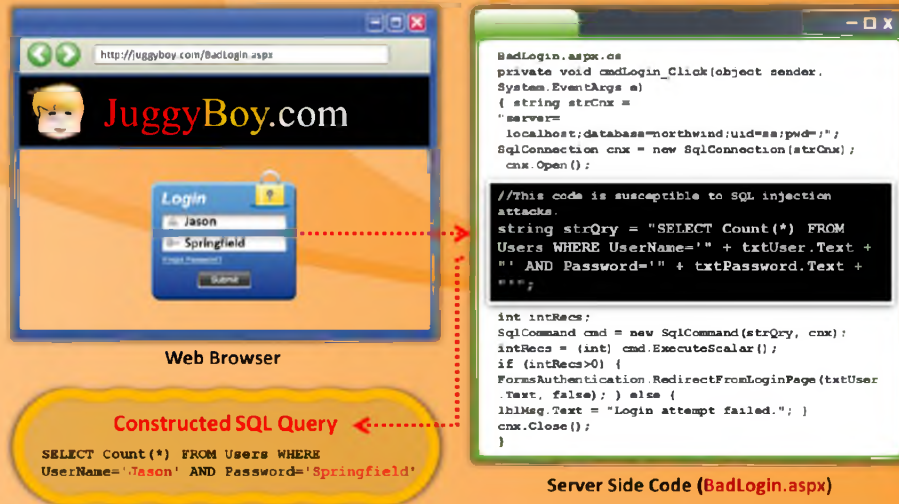 http://juggyboy.com/BadLogin.aspx
JuggyBoy.com
Login
Jason
Springfield
Forgot Password?
Submit
Web Browser
Constructed SQL Query
SELECT Count(*) FROM Users WHERE
UserName='Jason' AND Password='Springfield'
BadLogin.aspx.cs
private void cmdLogin_Click(object sender,
System.EventArgs e)
{ string strCnx =
"server=
localhost;database=northwind;uid=sa;pwd=;";
SqlConnection cnx = new SqlConnection(strCnx);
cnx.Open();
//This code is susceptible to SQL injection
attacks.
string strQry = "SELECT Count(*) FROM
Users WHERE UserName='" + txtUser.Text +
"' AND Password='" + txtPassword.Text +
"'";
int intRecs;
SqlCommand cmd = new SqlCommand(strQry, cnx);
intRecs = (int) cmd.ExecuteScalar();
if (intRecs>0) {
FormsAuthentication.RedirectFromLoginPage(txtUser
.Text, false); } else {
lblMsg.Text = "Login attempt failed."; }
cnx.Close();
}
Server Side Code (BadLogin.aspx)